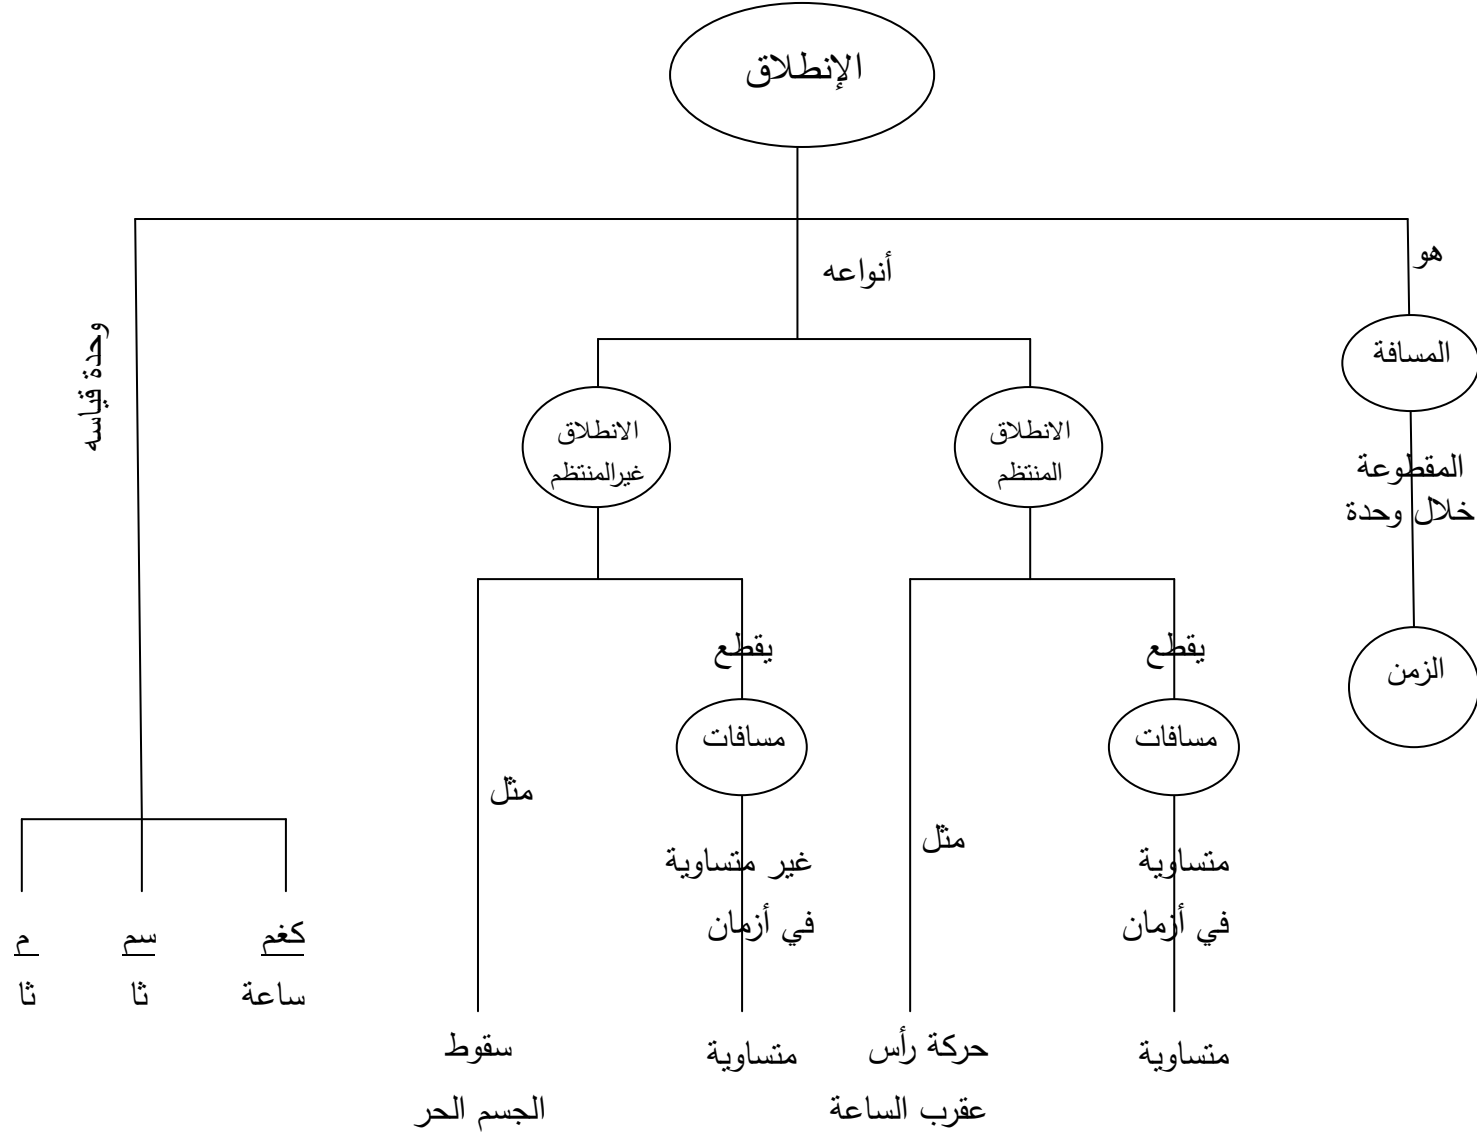 الإنطلاق
هو
المسافة
المقطوعة
خلال وحدة
الزمن
أنواعه
الانطلاق
المنتظم
يقطع
مسافات
متساوية
في أزمان
متساوية
مثل
حركة رأس
عقرب الساعة
الانطلاق
غيرالمنتظم
يقطع
مسافات
غير متساوية
في أزمان
متساوية
مثل
سقوط
الجسم الحر
وحدة قياسه
كغم
ساعة
سم
ثا
م
ثا